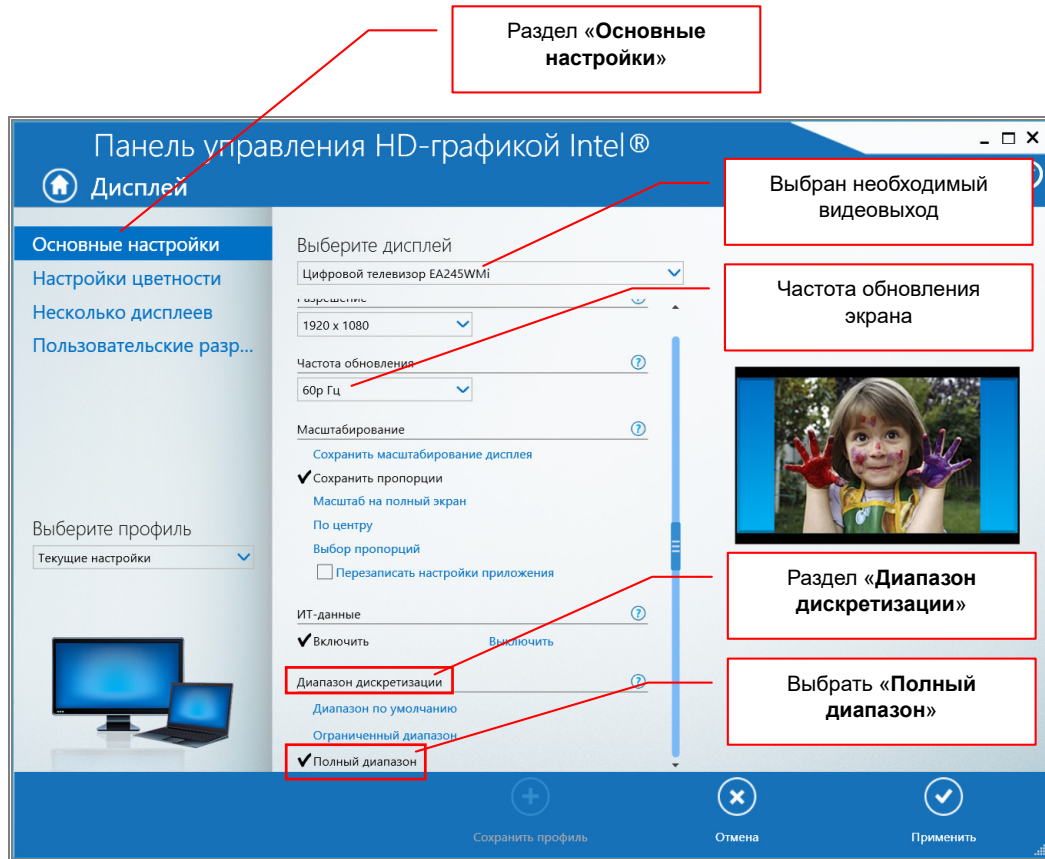 Раздел «Основные
настройки»
Панель управления HD-графикой Intel®
Дисплей
Выбран необходимый
видеовыход
Основные настройки
Настройки цветности
Несколько дисплеев
Пользовательские разр...
Выберите дисплей
Цифровой телевизор EA245WMi
Разрешение
1920 x 1080
Частота обновления
экрана
Частота обновления
60p Гц
Масштабирование
Сохранить масштабирование дисплея
Сохранить пропорции
Масштаб на полный экран
По центру
Выбор пропорций
Перезаписать настройки приложения
Выберите профиль
Текущие настройки
Раздел «Диапазон
дискретизации»
ИТ-данные
Включить
Выключить
Диапазон дискретизации
Диапазон по умолчанию
Ограниченный диапазон
Полный диапазон
Выбрать «Полный
диапазон»
Сохранить профиль
Отмена
Применить